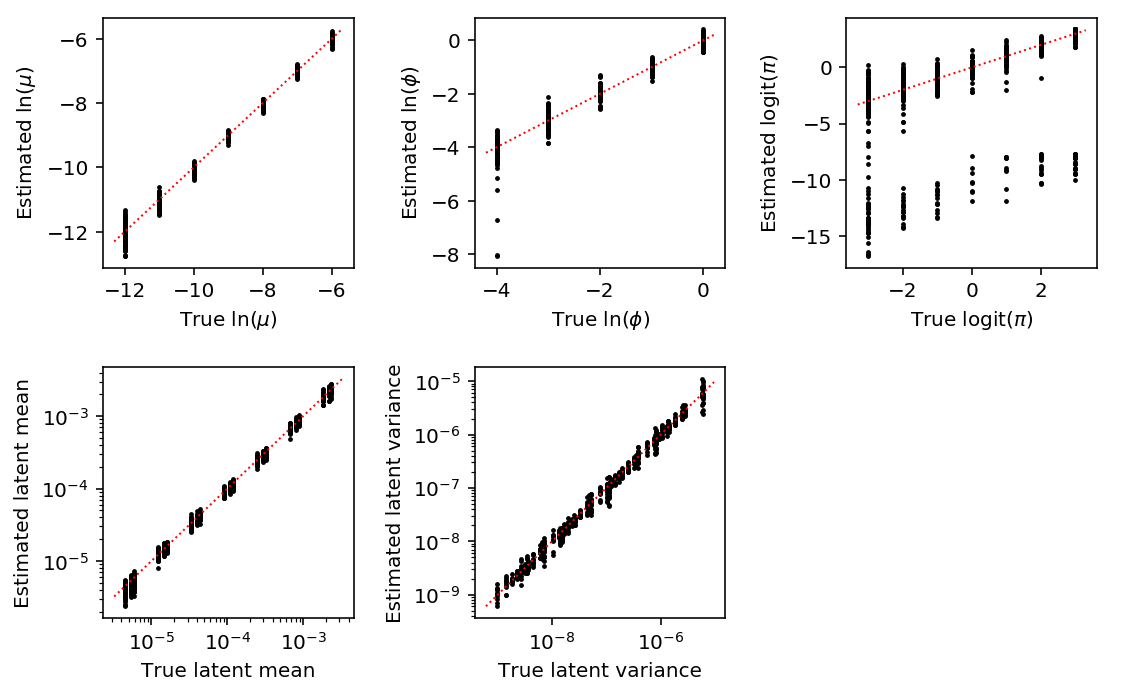 Estimated ln(μ)
−6
−8
−10
−12
−12 −10 −8 −6
True ln(μ)
Estimated ln(ϕ)
0
−2
−4
−6
−8
−4 −2 0
True ln(ϕ)
Estimated logit(π)
0
−5
−10
−15
−2 0 2
True logit(π)
Estimated latent mean
10⁻³
10⁻⁴
10⁻⁵
10⁻⁵ 10⁻⁴ 10⁻³
True latent mean
Estimated latent variance
10⁻⁵
10⁻⁶
10⁻⁷
10⁻⁸
10⁻⁹
10⁻⁸ 10⁻⁶
True latent variance